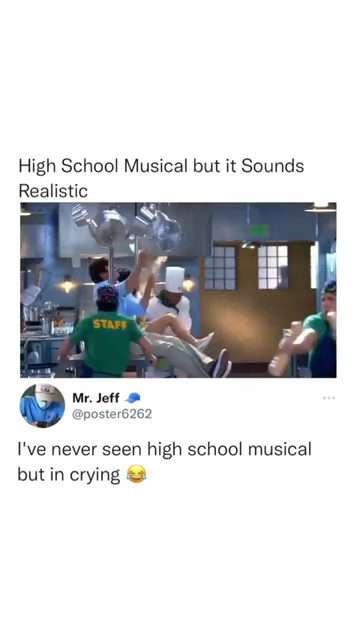 High School Musical but it Sounds
Realistic
STAFF
Mr. Jeff 🧢
@poster6262
I've never seen high school musical
but in crying 😂